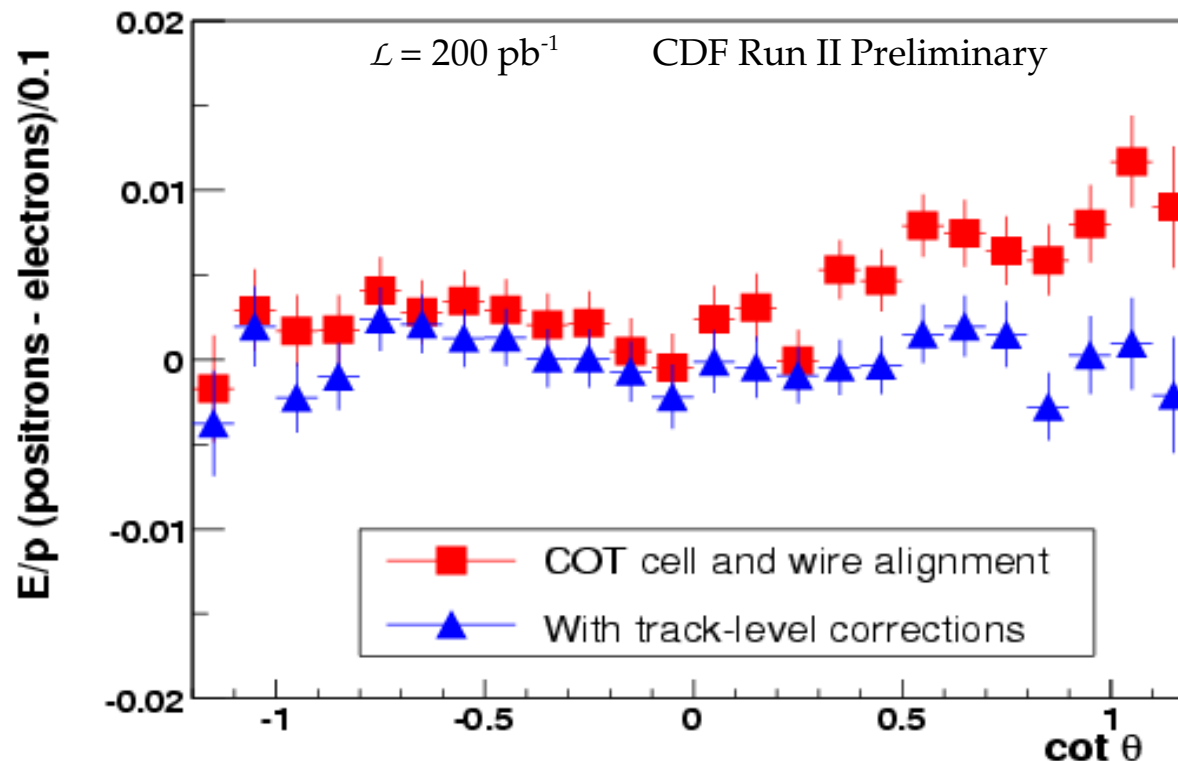 E/p (positrons - electrons)/0.1
0.02
ℒ = 200 pb⁻¹ CDF Run II Preliminary
0.01
0
-0.01
COT cell and wire alignment
With track-level corrections
-0.02
-1 -0.5 0 0.5 1
cot θ